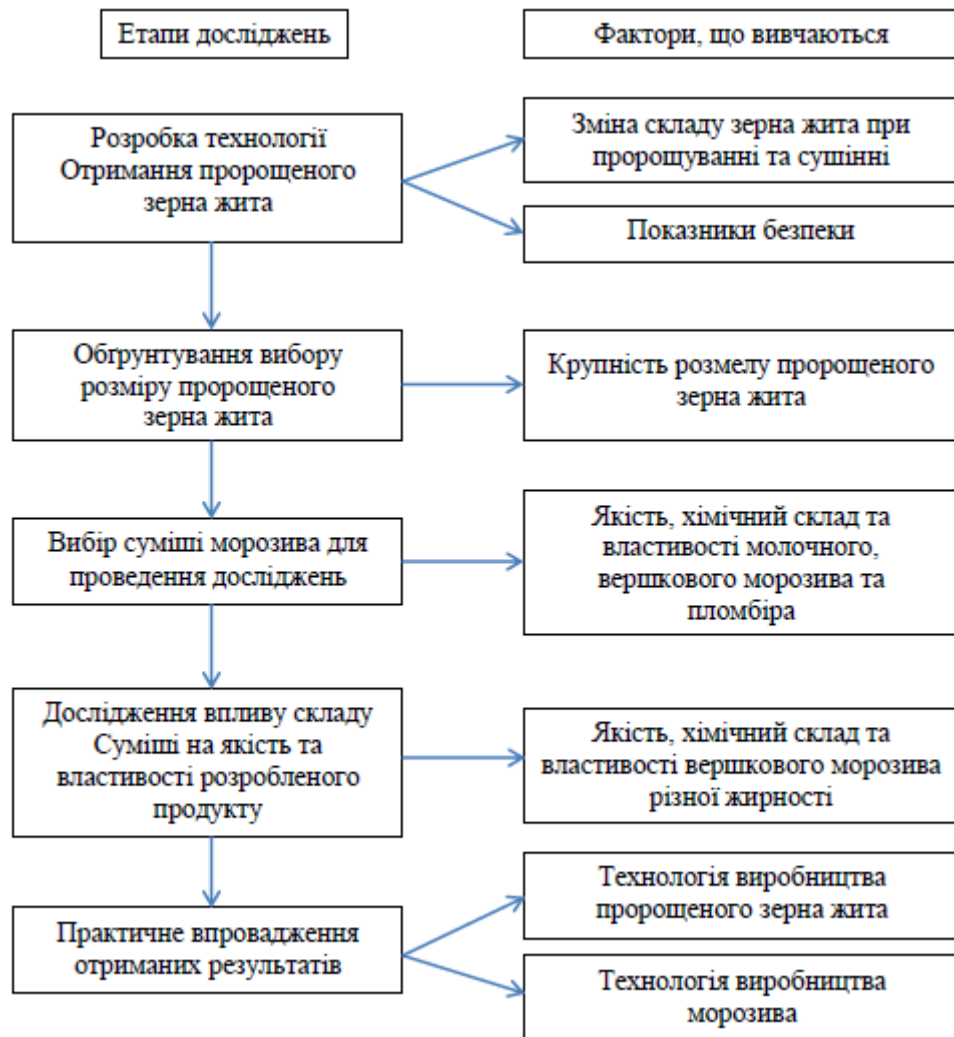 Етапи досліджень
Фактори, що вивчаються
Розробка технології
Отримання пророщеного
зерна жита
Зміна складу зерна жита при
пророщуванні та сушінні
Показники безпеки
Обґрунтування вибору
розміру пророщеного
зерна жита
Крупність розмелу пророщеного
зерна жита
Вибір суміші морозива для
проведення досліджень
Якість, хімічний склад та
властивості молочного,
вершкового морозива та
пломбіра
Дослідження впливу складу
Суміші на якість та
властивості розробленого
продукту
Якість, хімічний склад та
властивості вершкового морозива
різної жирності
Практичне впровадження
отриманих результатів
Технологія виробництва
пророщеного зерна жита
Технологія виробництва
морозива